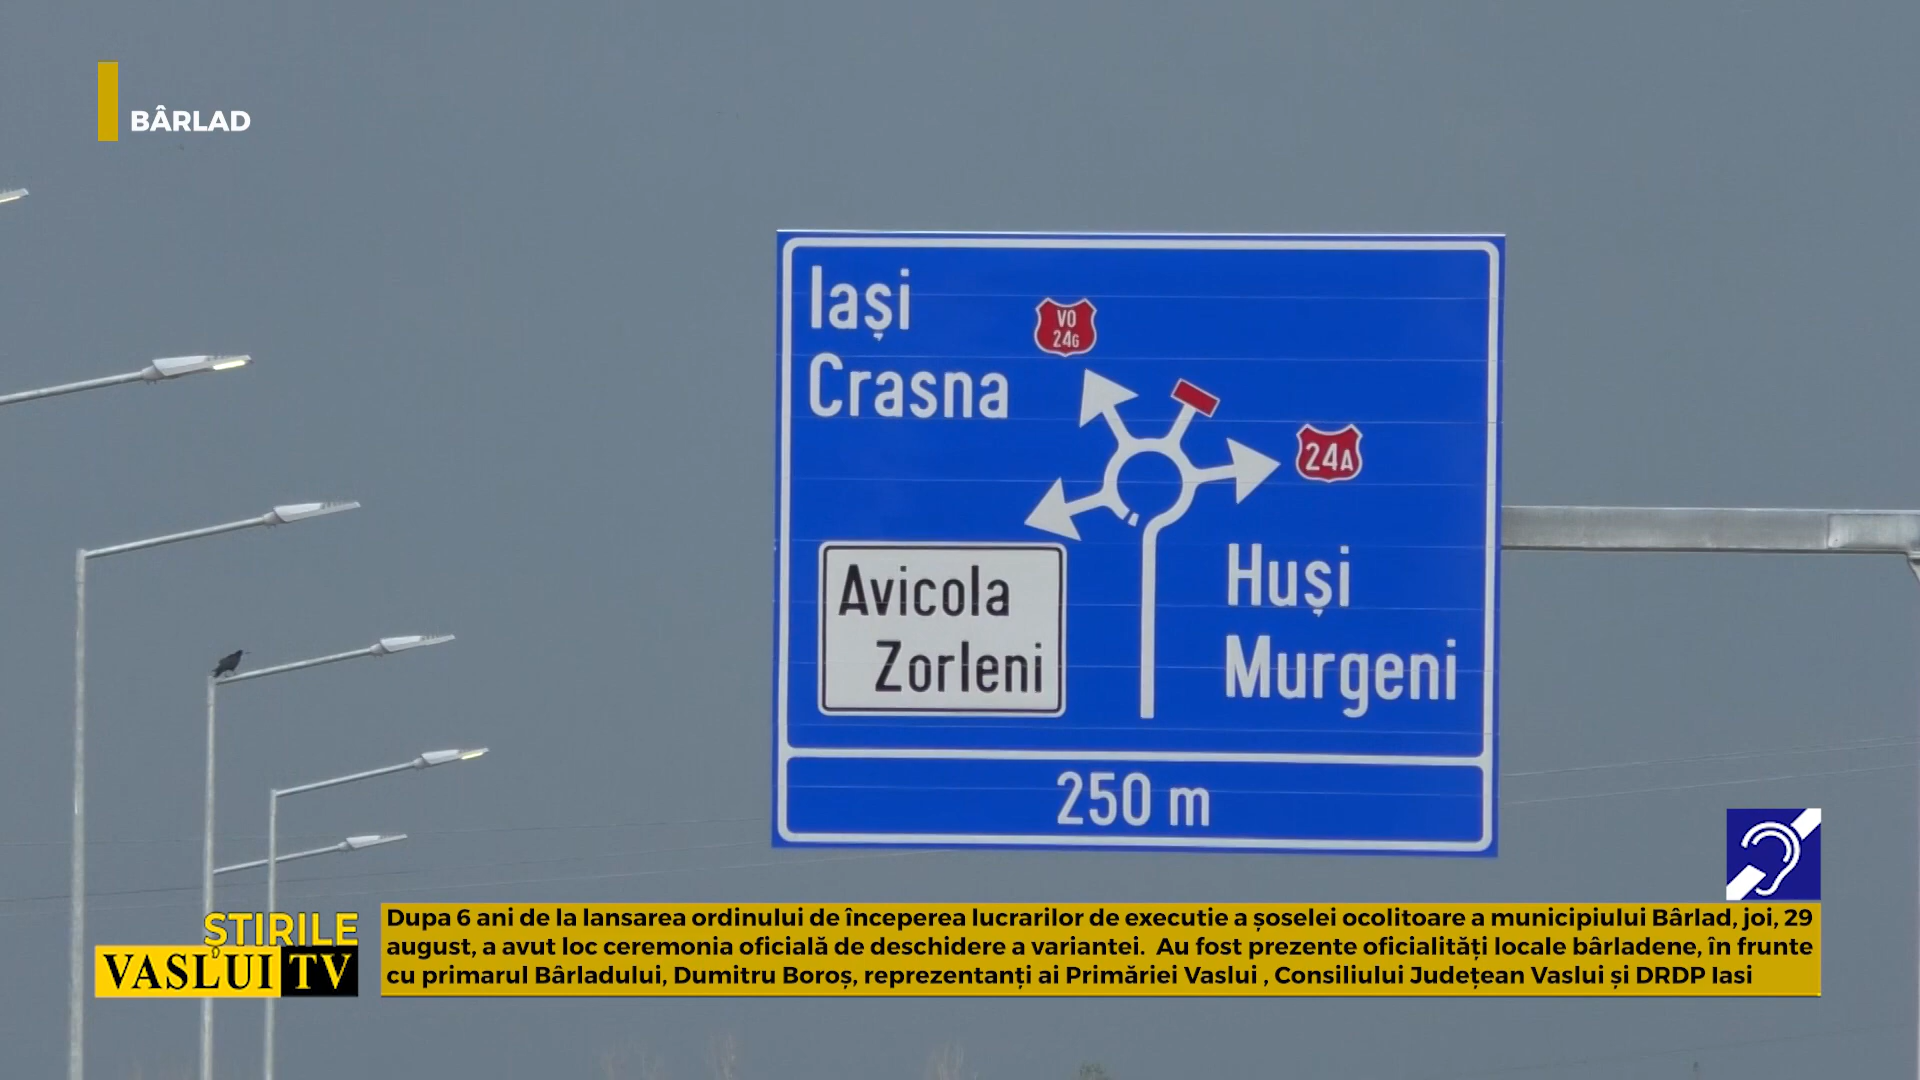 BÂRLAD
Iași
Crasna
VO
24G
24A
Avicola
Zorleni
Huși
Murgeni
250 m
ȘTIRILE
VASLUI TV
Dupa 6 ani de la lansarea ordinului de începerea lucrarilor de executie a șoselei ocolitoare a municipiului Bârlad, joi, 29
august, a avut loc ceremonia oficială de deschidere a variantei. Au fost prezente oficialități locale bârladene, în frunte
cu primarul Bârladului, Dumitru Boroș, reprezentanți ai Primăriei Vaslui , Consiliului Județean Vaslui și DRDP Iasi